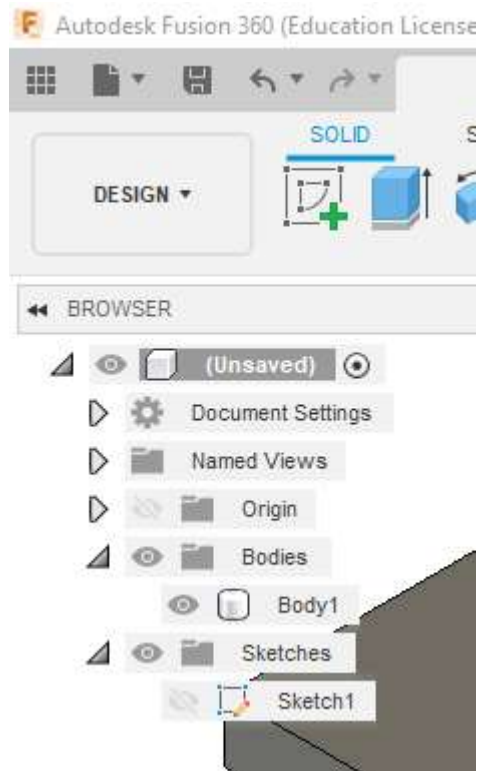 Autodesk Fusion 360 (Education License
SOLID
S
DESIGN
BROWSER
(Unsaved)
Document Settings
Named Views
Origin
Bodies
Body1
Sketches
Sketch1